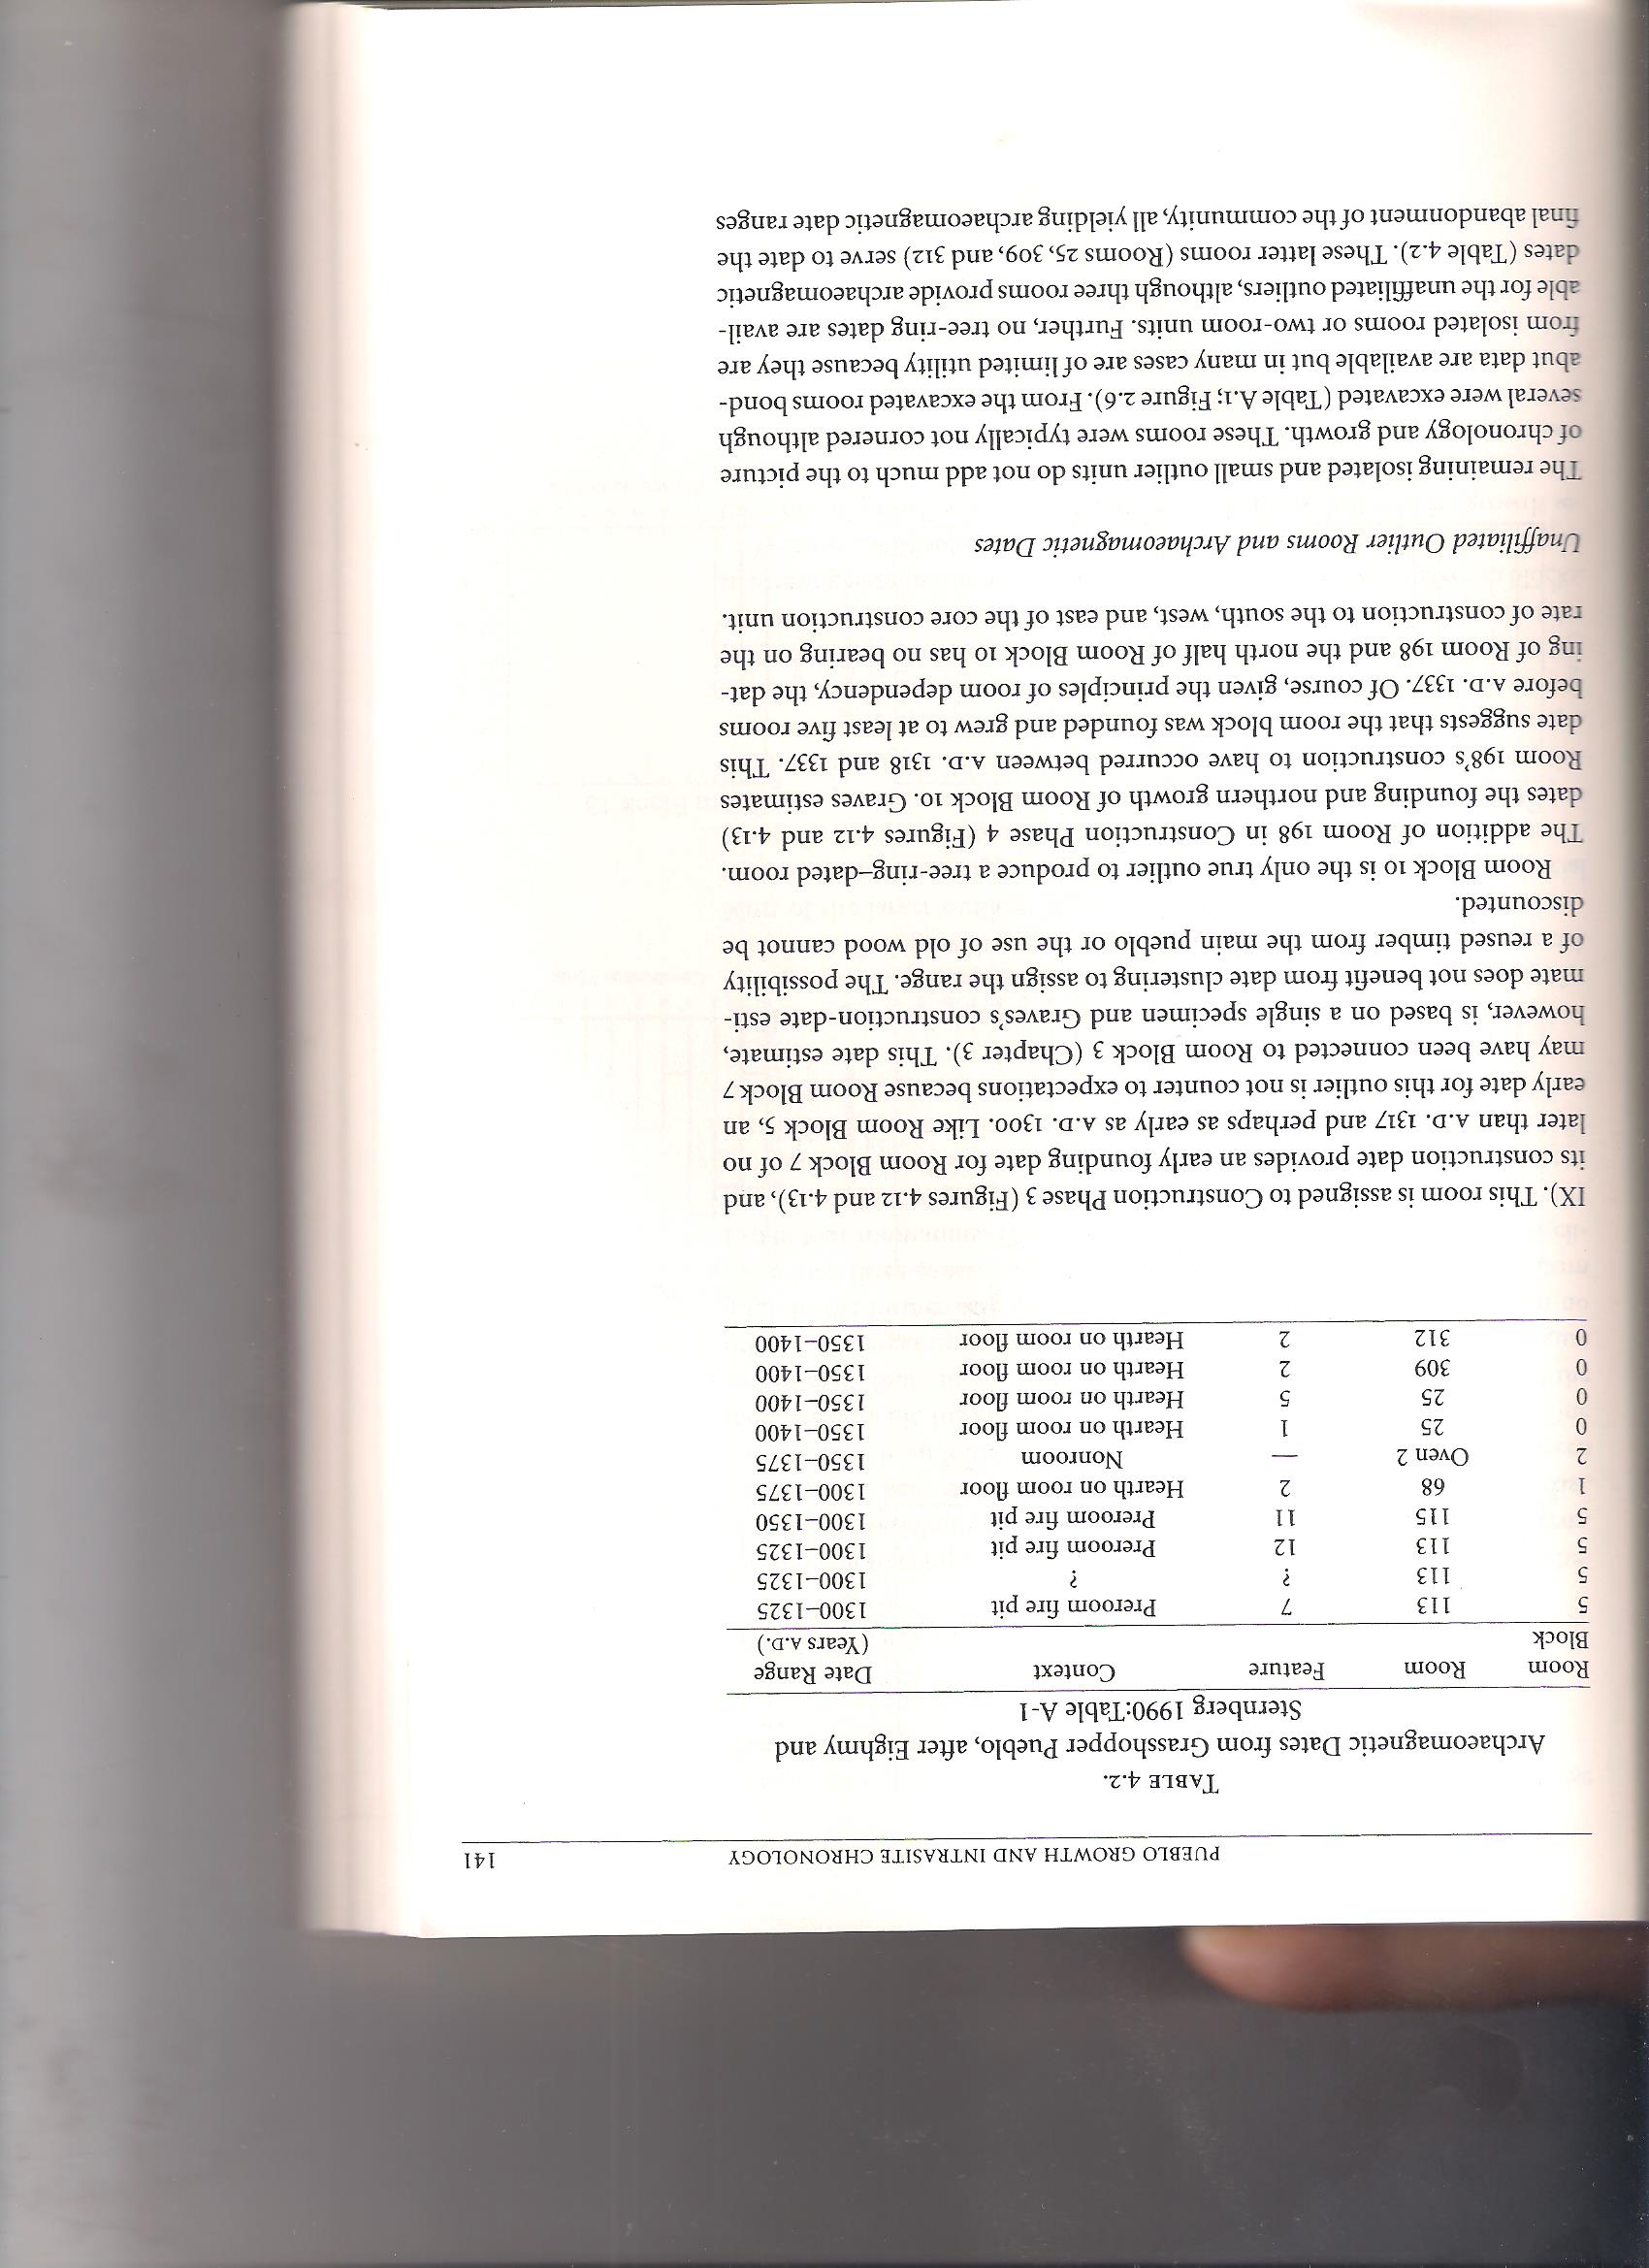 PUEBLO GROWTH AND INTRASITE CHRONOLOGY 141
TABLE 4.2.
Archaeomagnetic Dates from Grasshopper Pueblo, after Eighmy and
Sternberg 1990:Table A-1
Room Block Room Feature Context Date Range (Years A.D.)
5 113 7 Preroom fire pit 1300–1325
5 113 ? ? 1300–1325
5 113 12 Preroom fire pit 1300–1325
5 115 11 Preroom fire pit 1300–1350
1 68 2 Hearth on room floor 1300–1375
2 Oven 2 — Nonroom 1350–1375
0 25 1 Hearth on room floor 1350–1400
0 25 5 Hearth on room floor 1350–1400
0 309 2 Hearth on room floor 1350–1400
0 312 2 Hearth on room floor 1350–1400
IX). This room is assigned to Construction Phase 3 (Figures 4.12 and 4.13), and
its construction date provides an early founding date for Room Block 7 of no
later than A.D. 1317 and perhaps as early as A.D. 1300. Like Room Block 5, an
early date for this outlier is not counter to expectations because Room Block 7
may have been connected to Room Block 3 (Chapter 3). This date estimate,
however, is based on a single specimen and Graves's construction-date esti-
mate does not benefit from date clustering to assign the range. The possibility
of a reused timber from the main pueblo or the use of old wood cannot be
discounted.
Room Block 10 is the only true outlier to produce a tree-ring–dated room.
The addition of Room 198 in Construction Phase 4 (Figures 4.12 and 4.13)
dates the founding and northern growth of Room Block 10. Graves estimates
Room 198's construction to have occurred between A.D. 1318 and 1337. This
date suggests that the room block was founded and grew to at least five rooms
before A.D. 1337. Of course, given the principles of room dependency, the dat-
ing of Room 198 and the north half of Room Block 10 has no bearing on the
rate of construction to the south, west, and east of the core construction unit.
Unaffiliated Outlier Rooms and Archaeomagnetic Dates
The remaining isolated and small outlier units do not add much to the picture
of chronology and growth. These rooms were typically not cornered although
several were excavated (Table A.1; Figure 2.6). From the excavated rooms bond-
abut data are available but in many cases are of limited utility because they are
from isolated rooms or two-room units. Further, no tree-ring dates are avail-
able for the unaffiliated outliers, although three rooms provide archaeomagnetic
dates (Table 4.2). These latter rooms (Rooms 25, 309, and 312) serve to date the
final abandonment of the community, all yielding archaeomagnetic date ranges